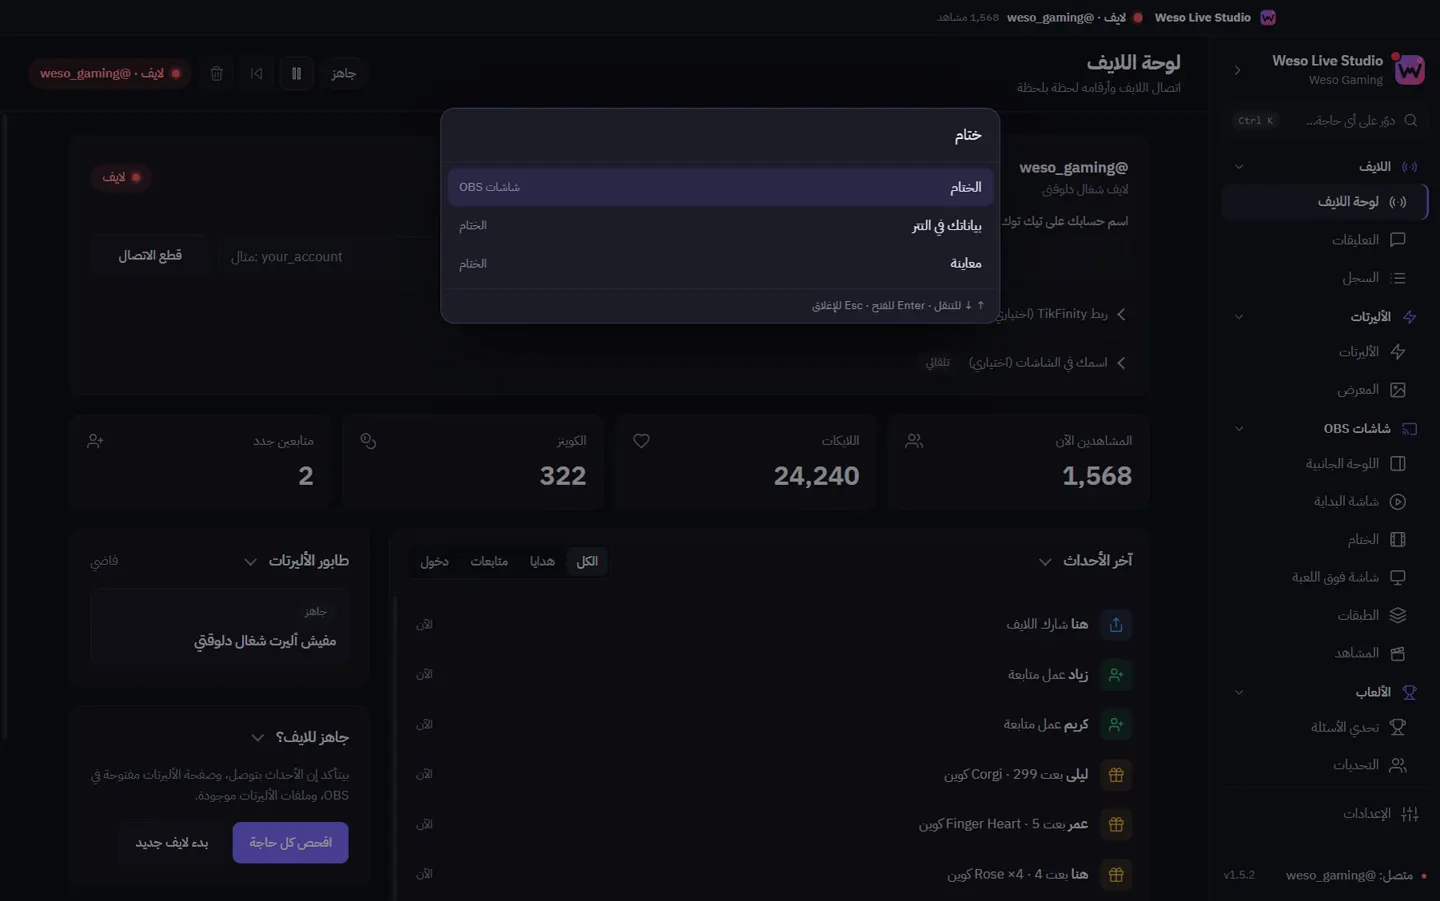 Weso Live Studio
لايف · @weso_gaming
1,568 مشاهد
Weso Live Studio
Weso Gaming
دوّر على أي حاجة...
Ctrl K
اللايف
لوحة اللايف
التعليقات
السجل
الأليرتات
الأليرتات
المعرض
شاشات OBS
اللوحة الجانبية
شاشة البداية
الختام
شاشة فوق اللعبة
الطبقات
المشاهد
الألعاب
تحدي الأسئلة
التحديات
الإعدادات
متصل: @weso_gaming
v1.5.2
لوحة اللايف
اتصال اللايف وأرقامه لحظة بلحظة
جاهز
لايف · @weso_gaming
ختام
الختام
شاشات OBS
بياناتك في التتر
الختام
معاينة
الختام
↑ ↓ للتنقل · Enter للفتح · Esc للإغلاق
@weso_gaming
لايف شغال دلوقتي
لايف
اسم حسابك على تيك توك
مثال: your_account
قطع الاتصال
ربط TikFinity (اختياري
اسمك في الشاشات (اختياري)
تلقائي
المشاهدين الآن
1,568
اللايكات
24,240
الكوينز
322
متابعين جدد
2
آخر الأحداث
الكل
هدايا
متابعات
دخول
هنا شارك اللايف
الآن
زياد عمل متابعة
الآن
كريم عمل متابعة
الآن
ليلى بعت Corgi · 299 كوين
الآن
عمر بعت Finger Heart · 5 كوين
الآن
هنا بعت Rose ×4 · 4 كوين
الآن
طابور الأليرتات
فاضي
جاهز
مفيش أليرت شغال دلوقتي
جاهز للايف؟
بيتأكد إن الأحداث بتوصل، وصفحة الأليرتات مفتوحة في
OBS، وملفات الأليرتات موجودة.
افحص كل حاجة
بدء لايف جديد